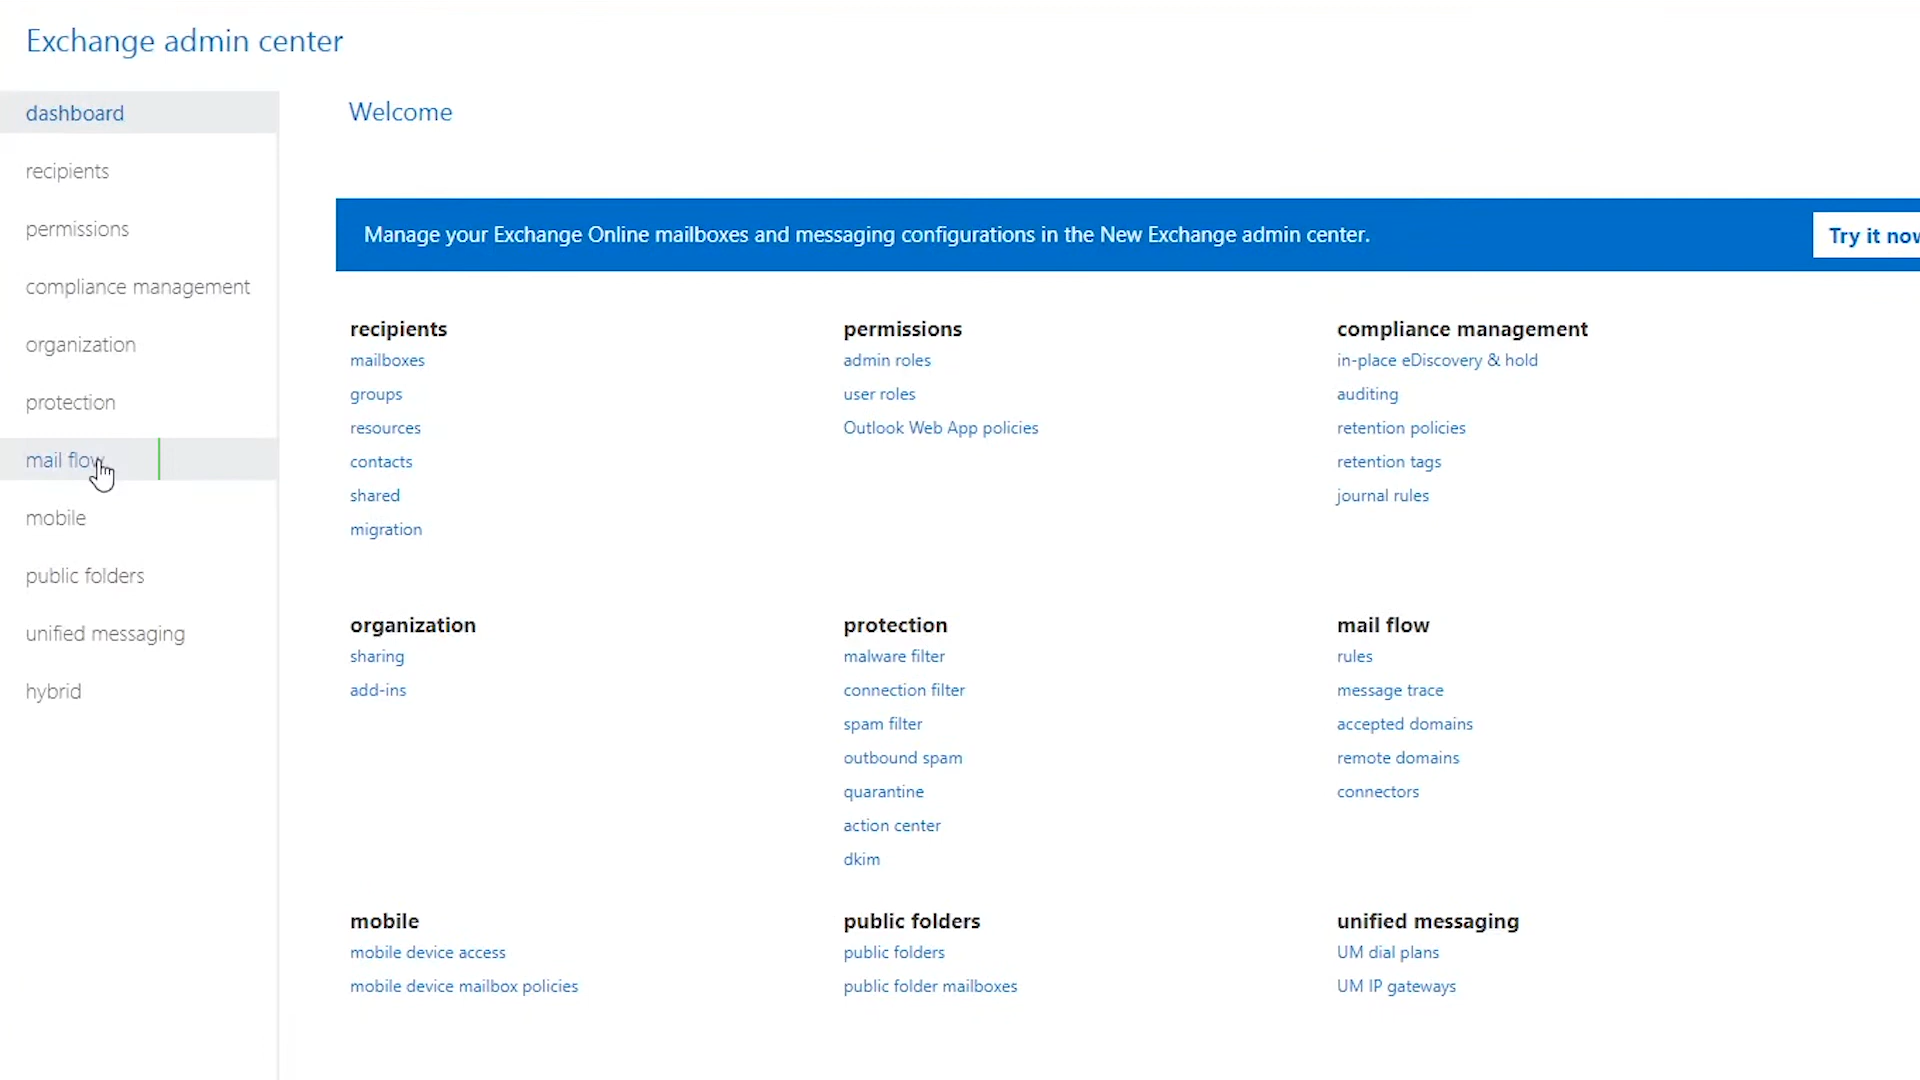 Exchange admin center
dashboard
recipients
permissions
compliance management
organization
protection
mail flow
mobile
public folders
unified messaging
hybrid
Welcome
Manage your Exchange Online mailboxes and messaging configurations in the New Exchange admin center.
Try it now
recipients
mailboxes
groups
resources
contacts
shared
migration
permissions
admin roles
user roles
Outlook Web App policies
compliance management
in-place eDiscovery & hold
auditing
retention policies
retention tags
journal rules
organization
sharing
add-ins
protection
malware filter
connection filter
spam filter
outbound spam
quarantine
action center
dkim
mail flow
rules
message trace
accepted domains
remote domains
connectors
mobile
mobile device access
mobile device mailbox policies
public folders
public folders
public folder mailboxes
unified messaging
UM dial plans
UM IP gateways